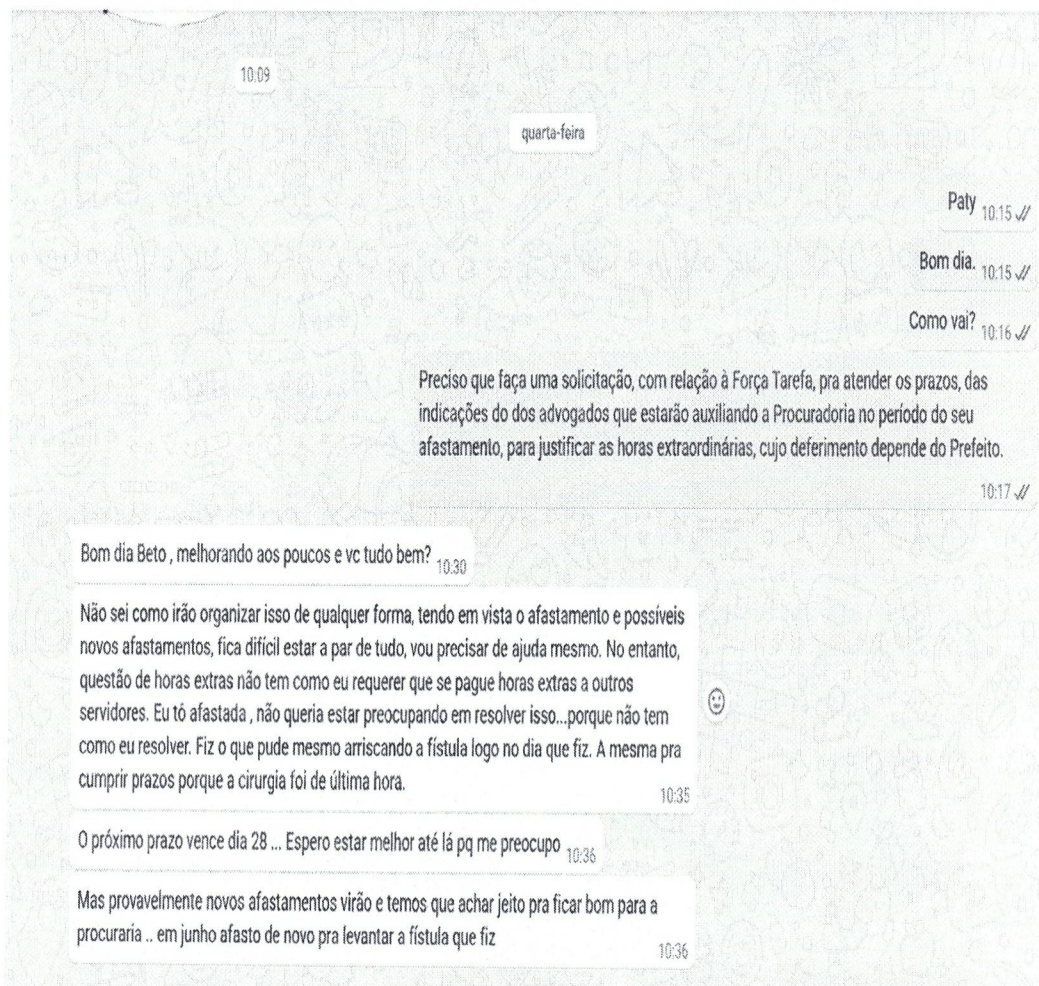 10:09
quarta-feira
Paty 10:15
Bom dia. 10:15
Como vai? 10:16
Preciso que faça uma solicitação, com relação à Força Tarefa, pra atender os prazos, das
indicações do dos advogados que estarão auxiliando a Procuradoria no período do seu
afastamento, para justificar as horas extraordinárias, cujo deferimento depende do Prefeito.
10:17
Bom dia Beto , melhorando aos poucos e vc tudo bem? 10:30
Não sei como irão organizar isso de qualquer forma, tendo em vista o afastamento e possíveis
novos afastamentos, fica difícil estar a par de tudo, vou precisar de ajuda mesmo. No entanto,
questão de horas extras não tem como eu requerer que se pague horas extras a outros
servidores. Eu tó afastada , não queria estar preocupando em resolver isso...porque não tem
como eu resolver. Fiz o que pude mesmo arriscando a fístula logo no dia que fiz. A mesma pra
cumprir prazos porque a cirurgia foi de última hora.
10:35
O próximo prazo vence dia 28 ... Espero estar melhor até lá pq me preocupo 10:36
Mas provavelmente novos afastamentos virão e temos que achar jeito pra ficar bom para a
procuraria .. em junho afasto de novo pra levantar a fístula que fiz
10:36